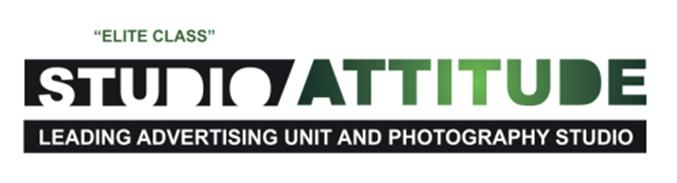 “ELITE CLASS”
STUDIO/ATTITUDE
LEADING ADVERTISING UNIT AND PHOTOGRAPHY STUDIO